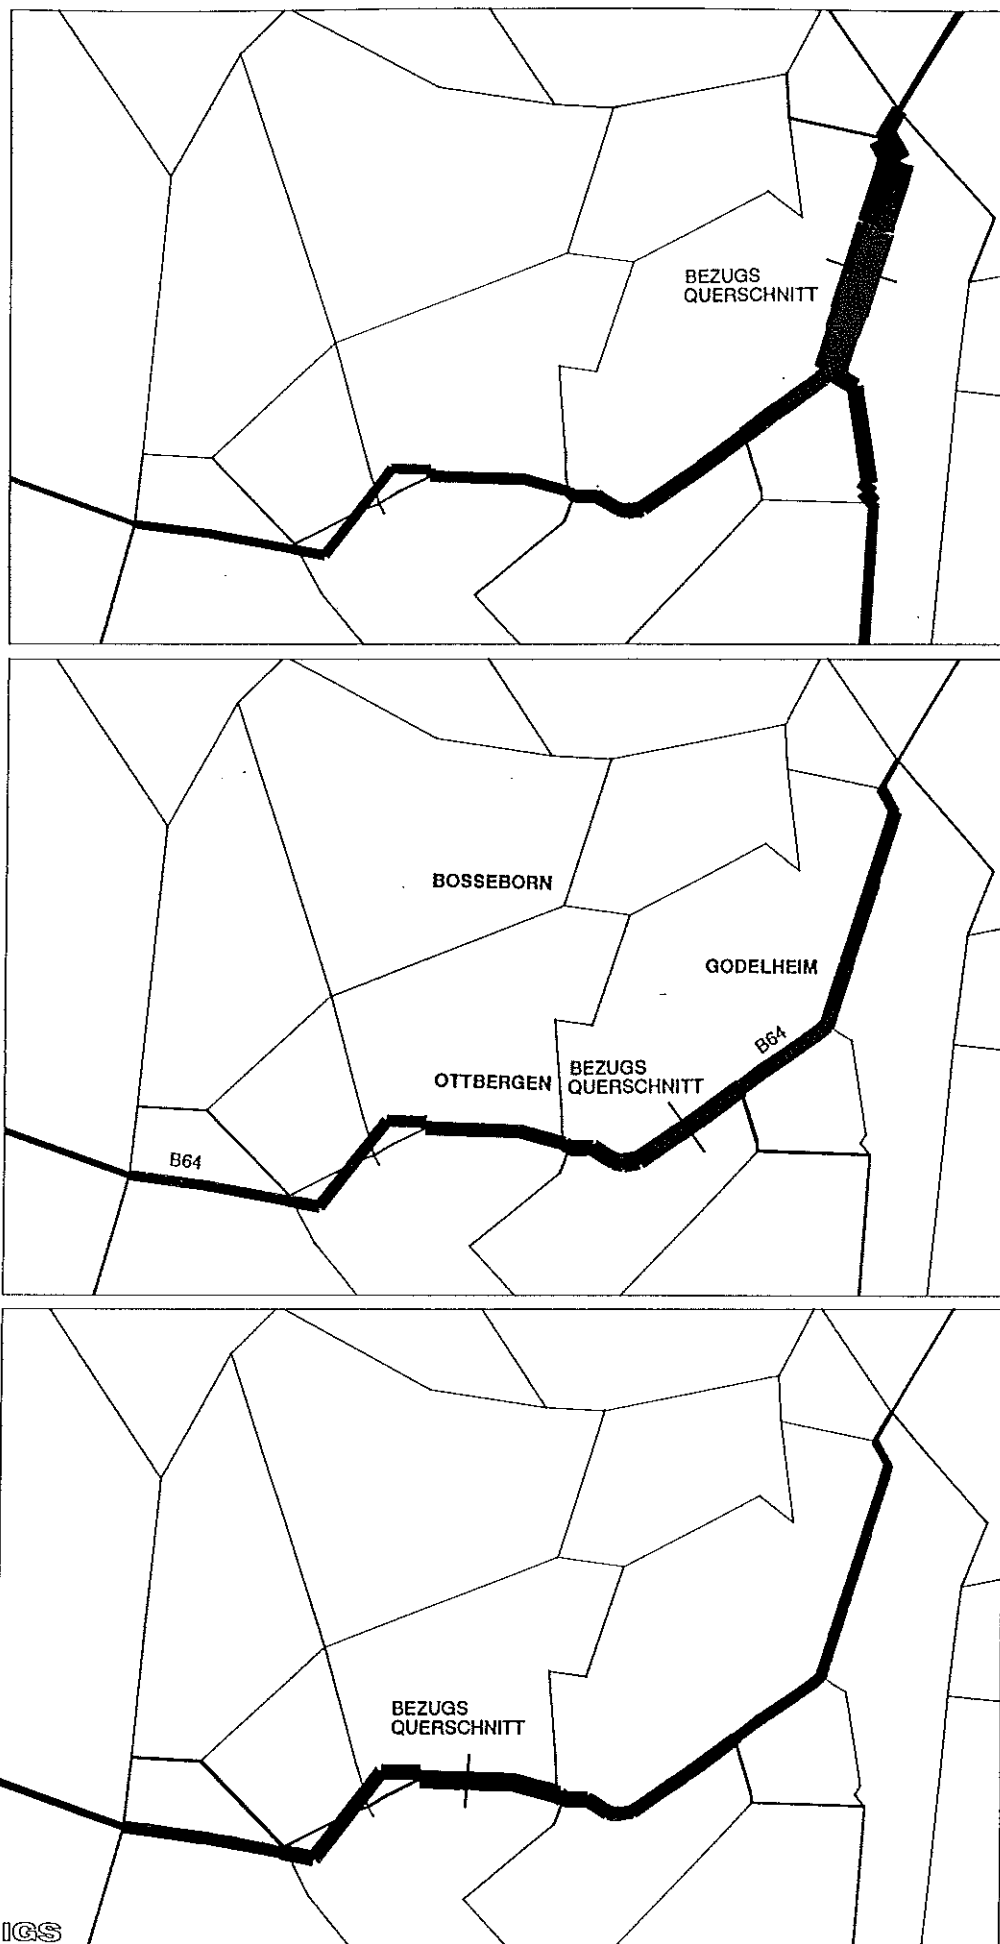 BEZUGS
QUERSCHNITT
BOSSEBORN
GODELHEIM
B64
OTTBERGEN
BEZUGS
QUERSCHNITT
B64
BEZUGS
QUERSCHNITT
IGS